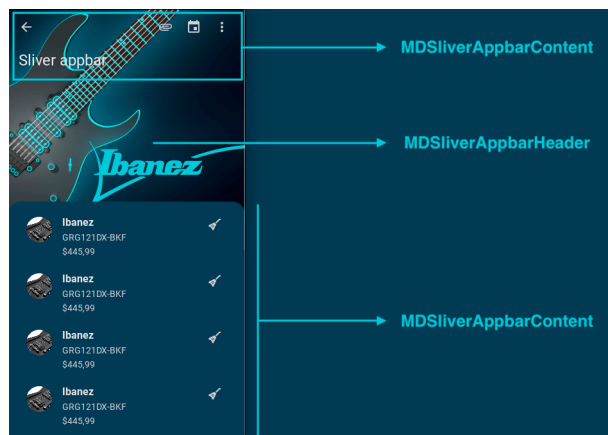 MDSliverAppbarContent
Sliver appbar
MDSliverAppbarHeader
Ibanez
Ibanez
GRG121DX-BKF
$445,99
Ibanez
GRG121DX-BKF
$445,99
MDSliverAppbarContent
Ibanez
GRG121DX-BKF
$445,99
Ibanez
GRG121DX-BKF
$445,99